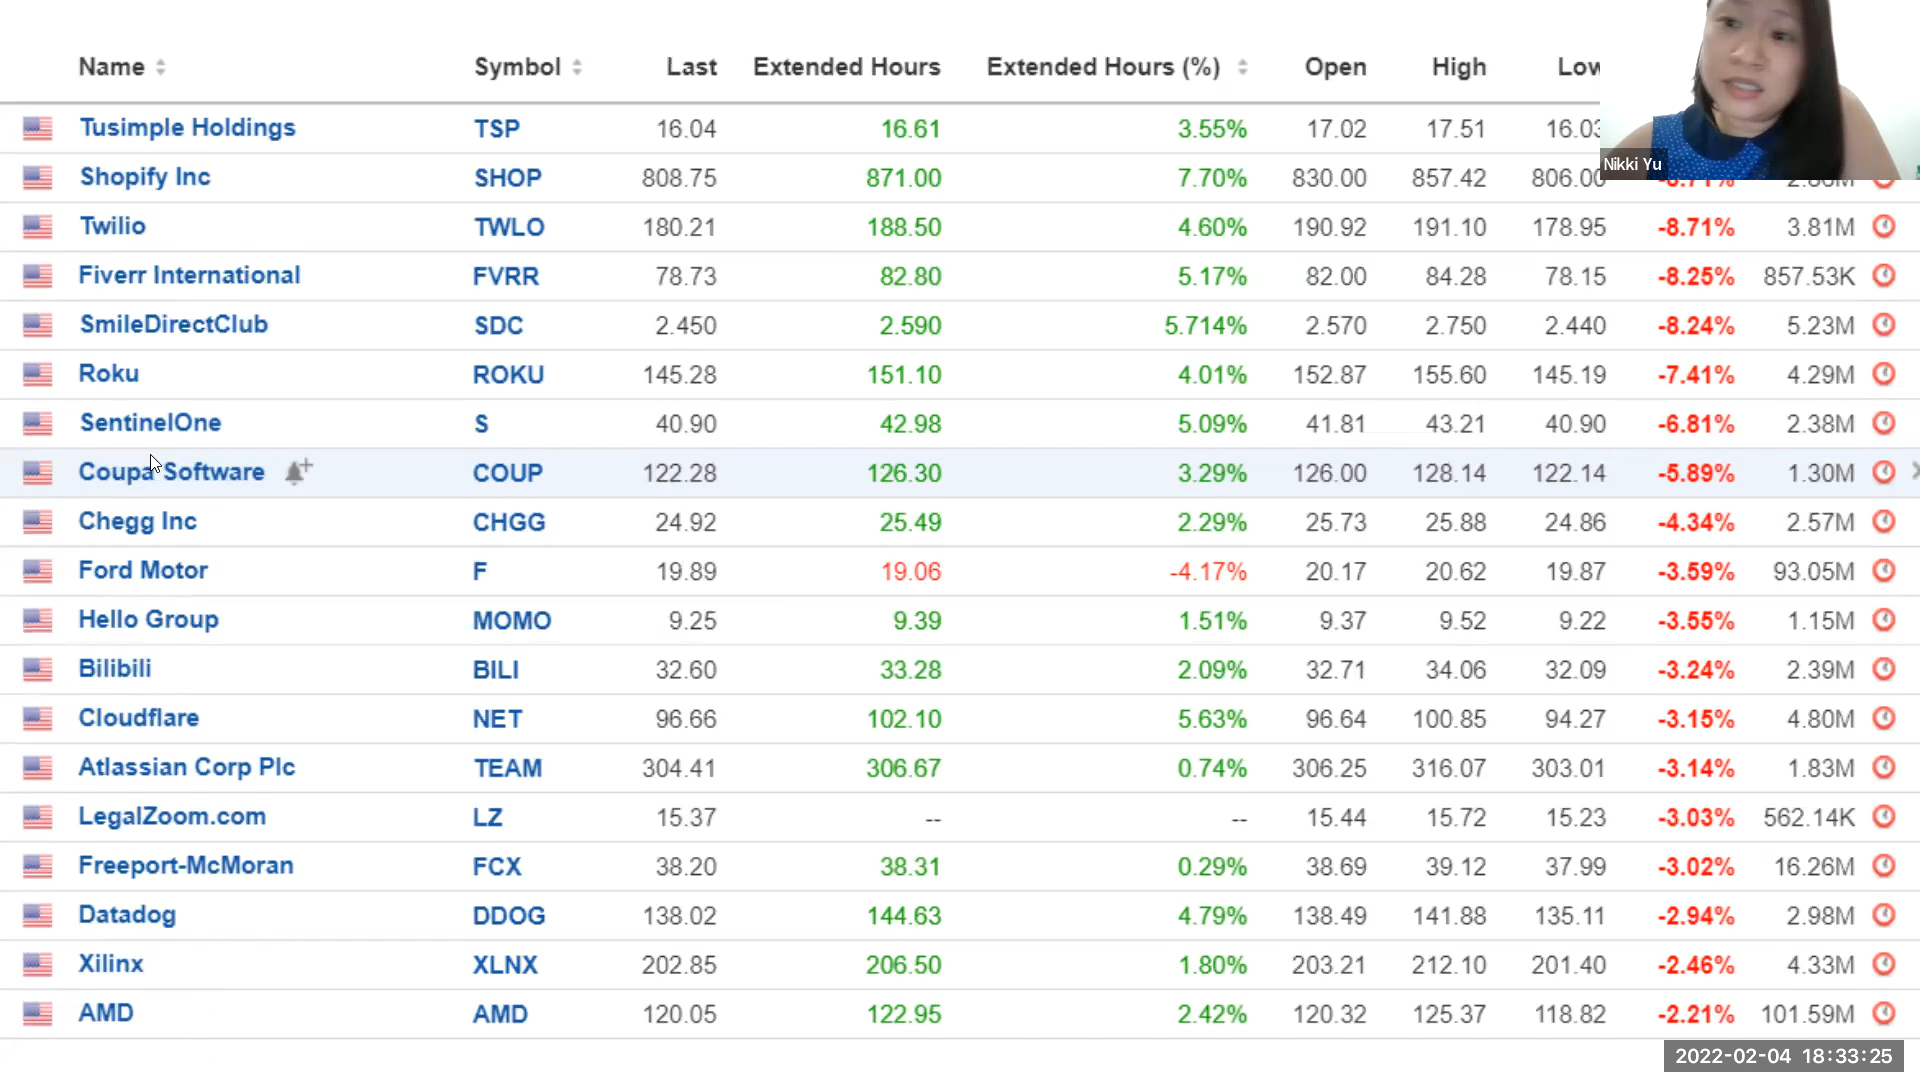 Name Symbol Last Extended Hours Extended Hours (%) Open High Low
Tusimple Holdings TSP 16.04 16.61 3.55% 17.02 17.51 16.03
Nikki Yu
Shopify Inc SHOP 808.75 871.00 7.70% 830.00 857.42 806.00
Twilio TWLO 180.21 188.50 4.60% 190.92 191.10 178.95 -8.71% 3.81M
Fiverr International FVRR 78.73 82.80 5.17% 82.00 84.28 78.15 -8.25% 857.53K
SmileDirectClub SDC 2.450 2.590 5.714% 2.570 2.750 2.440 -8.24% 5.23M
Roku ROKU 145.28 151.10 4.01% 152.87 155.60 145.19 -7.41% 4.29M
SentinelOne S 40.90 42.98 5.09% 41.81 43.21 40.90 -6.81% 2.38M
Coupa Software COUP 122.28 126.30 3.29% 126.00 128.14 122.14 -5.89% 1.30M
Chegg Inc CHGG 24.92 25.49 2.29% 25.73 25.88 24.86 -4.34% 2.57M
Ford Motor F 19.89 19.06 -4.17% 20.17 20.62 19.87 -3.59% 93.05M
Hello Group MOMO 9.25 9.39 1.51% 9.37 9.52 9.22 -3.55% 1.15M
Bilibili BILI 32.60 33.28 2.09% 32.71 34.06 32.09 -3.24% 2.39M
Cloudflare NET 96.66 102.10 5.63% 96.64 100.85 94.27 -3.15% 4.80M
Atlassian Corp Plc TEAM 304.41 306.67 0.74% 306.25 316.07 303.01 -3.14% 1.83M
LegalZoom.com LZ 15.37 -- -- 15.44 15.72 15.23 -3.03% 562.14K
Freeport-McMoran FCX 38.20 38.31 0.29% 38.69 39.12 37.99 -3.02% 16.26M
Datadog DDOG 138.02 144.63 4.79% 138.49 141.88 135.11 -2.94% 2.98M
Xilinx XLNX 202.85 206.50 1.80% 203.21 212.10 201.40 -2.46% 4.33M
AMD AMD 120.05 122.95 2.42% 120.32 125.37 118.82 -2.21% 101.59M
2022-02-04 18:33:25